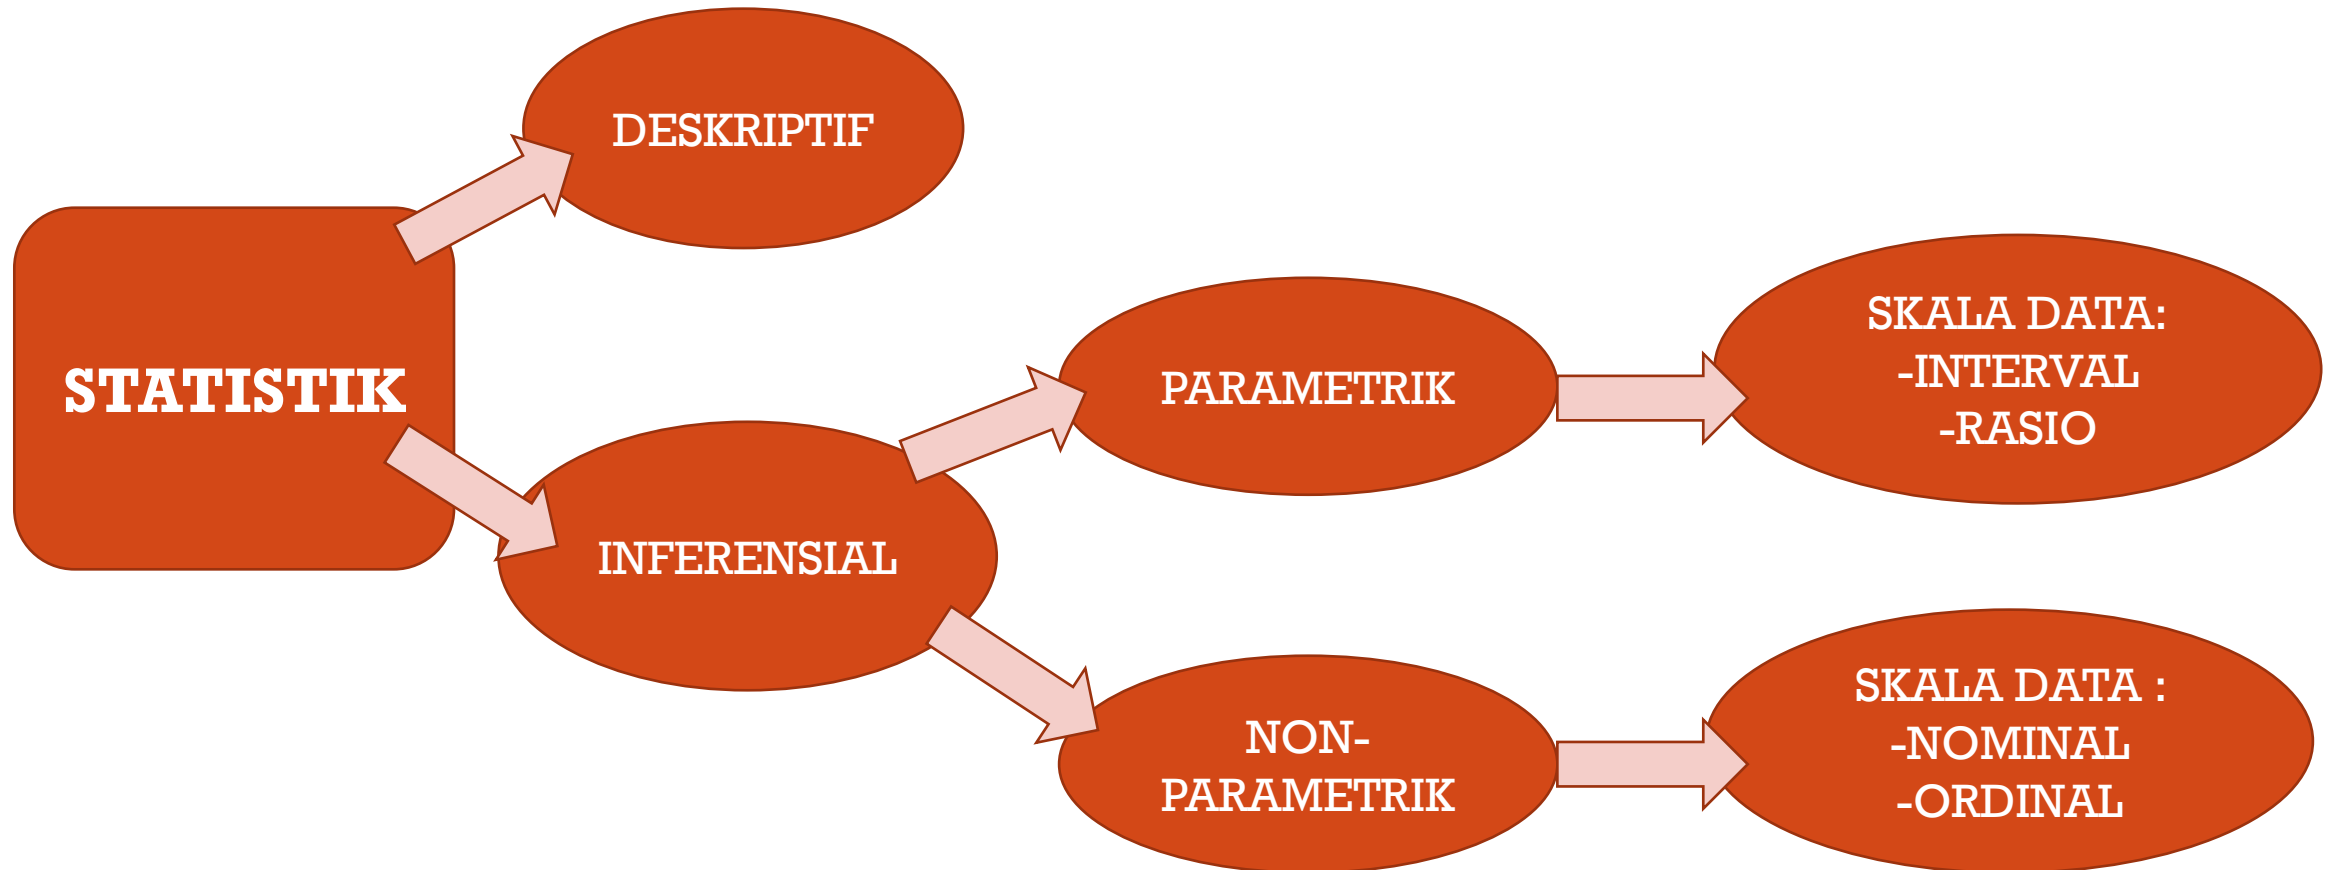 DESKRIPTIF
STATISTIK
INFERENSIAL
PARAMETRIK
SKALA DATA:
-INTERVAL
-RASIO
NON-
PARAMETRIK
SKALA DATA :
-NOMINAL
-ORDINAL